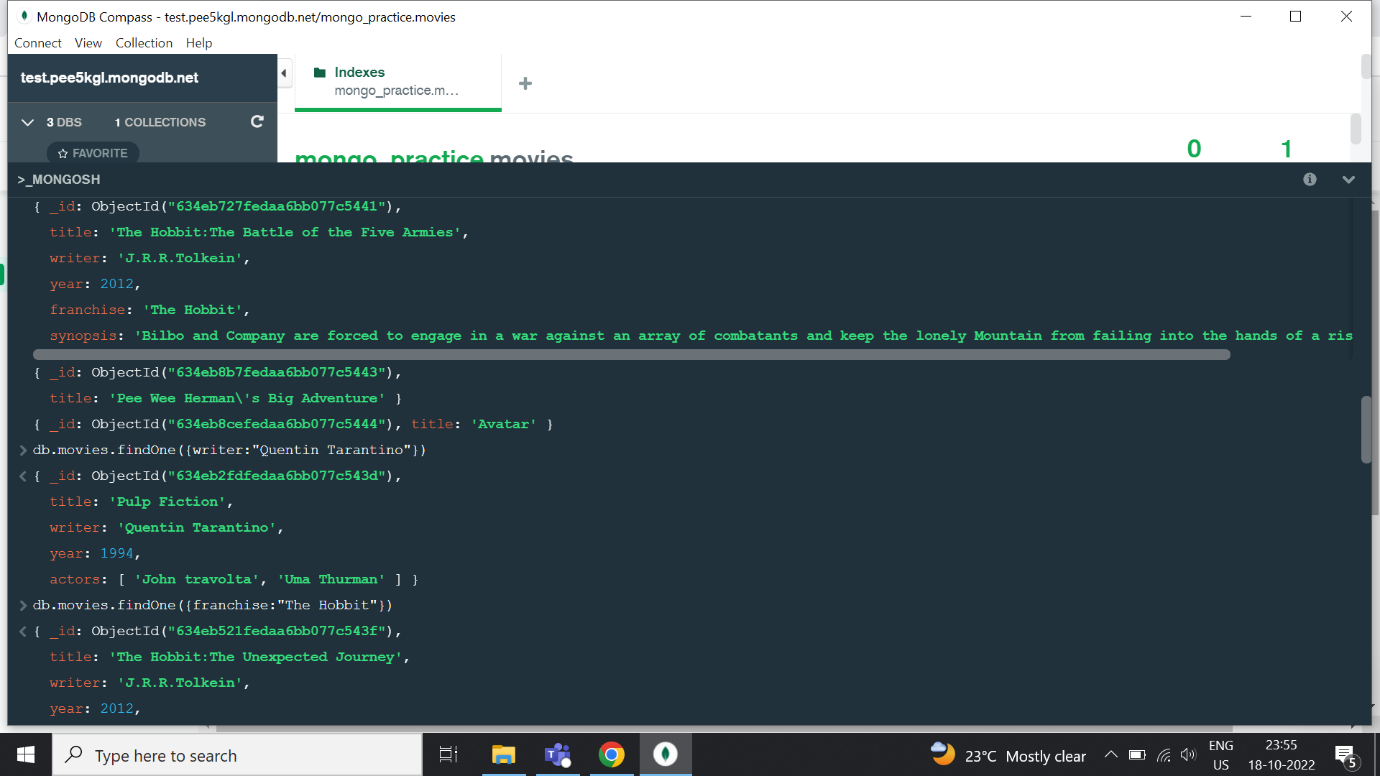 MongoDB Compass - test.pee5kgl.mongodb.net/mongo_practice.movies
Connect View Collection Help
test.pee5kgl.mongodb.net
Indexes
mongo_practice.m...
3 DBS 1 COLLECTIONS
FAVORITE
mongo_practice.movies
0 1
>_MONGOSH
{ _id: ObjectId("634eb727fedaa6bb077c5441"),
title: 'The Hobbit:The Battle of the Five Armies',
writer: 'J.R.R.Tolkein',
year: 2012,
franchise: 'The Hobbit',
synopsis: 'Bilbo and Company are forced to engage in a war against an array of combatants and keep the lonely Mountain from failing into the hands of a ris
{ _id: ObjectId("634eb8b7fedaa6bb077c5443"),
title: 'Pee Wee Herman\'s Big Adventure' }
{ _id: ObjectId("634eb8cefedaa6bb077c5444"), title: 'Avatar' }
> db.movies.findOne({writer:"Quentin Tarantino"})
< { _id: ObjectId("634eb2fdfedaa6bb077c543d"),
title: 'Pulp Fiction',
writer: 'Quentin Tarantino',
year: 1994,
actors: [ 'John travolta', 'Uma Thurman' ] }
> db.movies.findOne({franchise:"The Hobbit"})
< { _id: ObjectId("634eb521fedaa6bb077c543f"),
title: 'The Hobbit:The Unexpected Journey',
writer: 'J.R.R.Tolkein',
year: 2012,
Type here to search
23°C Mostly clear
ENG
US
23:55
18-10-2022
5